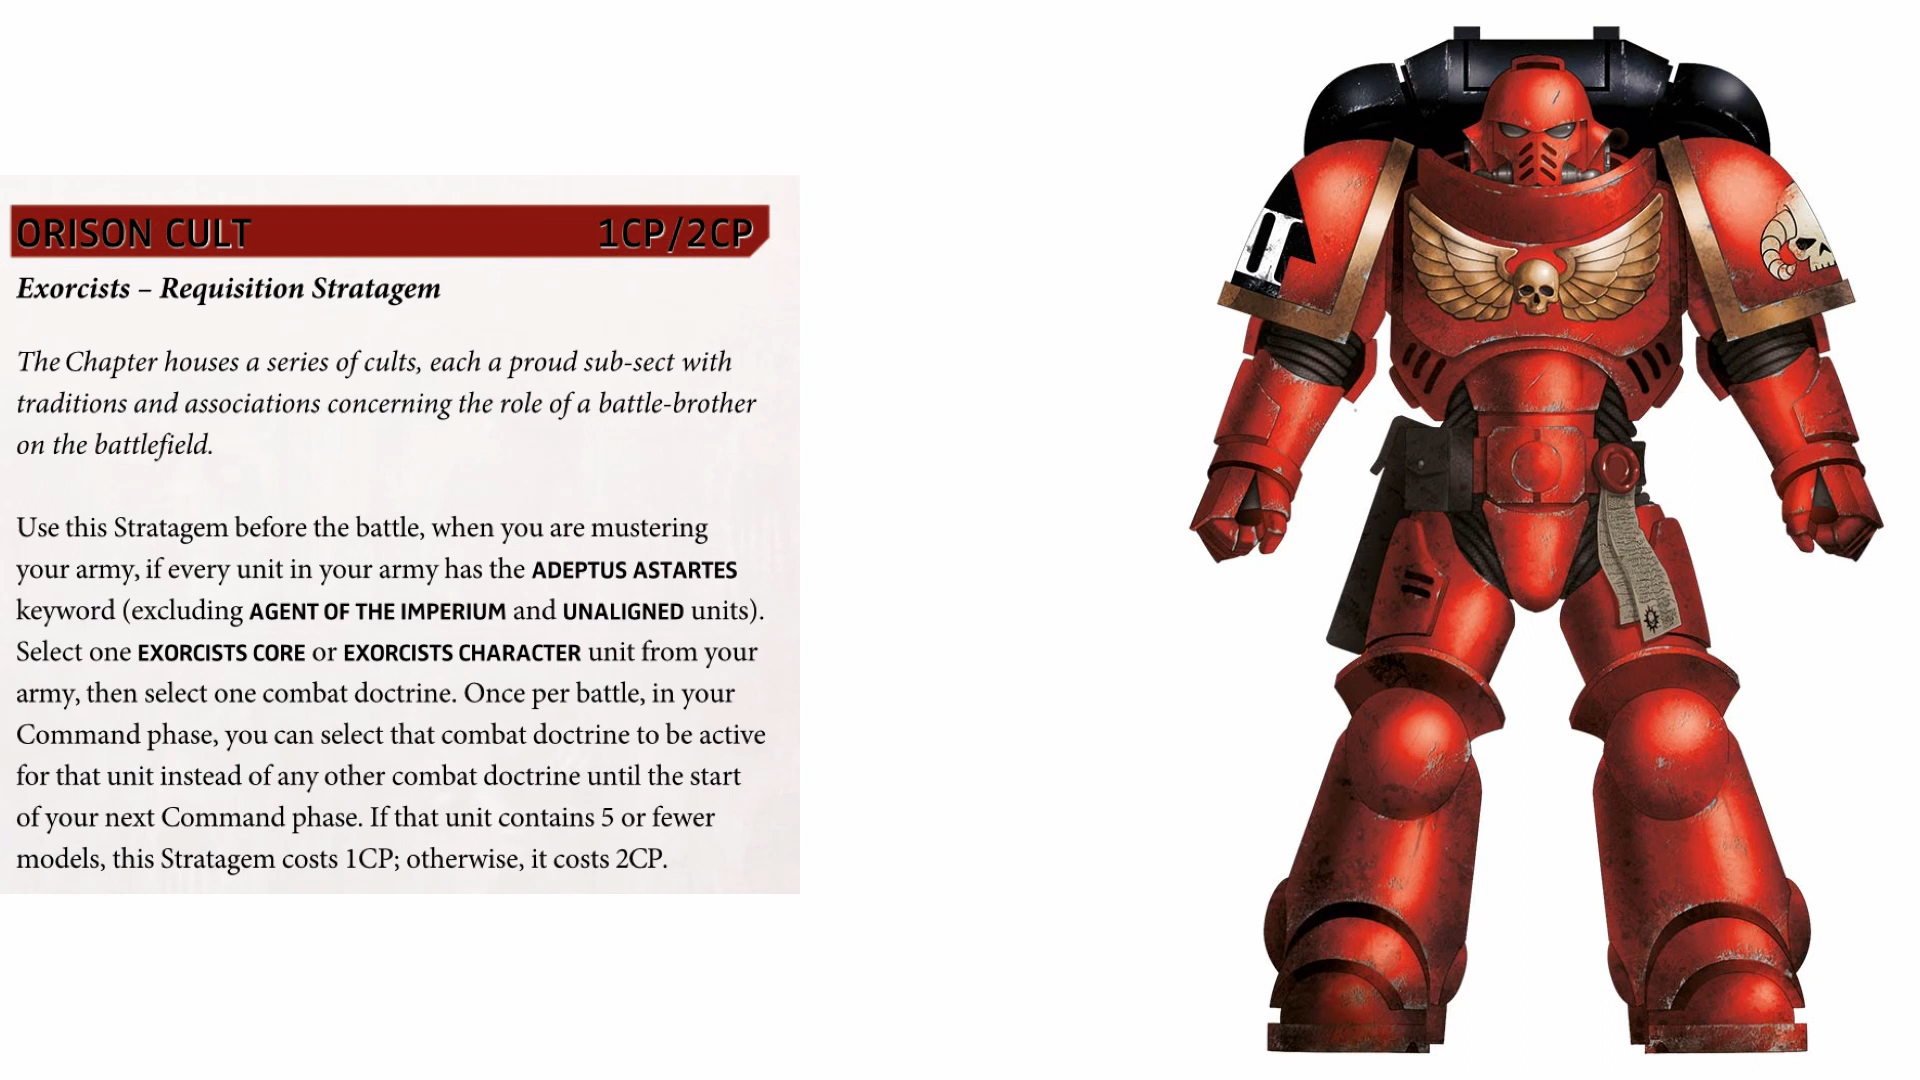 ORISON CULT 1CP/2CP
Exorcists – Requisition Stratagem
The Chapter houses a series of cults, each a proud sub-sect with
traditions and associations concerning the role of a battle-brother
on the battlefield.
Use this Stratagem before the battle, when you are mustering
your army, if every unit in your army has the ADEPTUS ASTARTES
keyword (excluding AGENT OF THE IMPERIUM and UNALIGNED units).
Select one EXORCISTS CORE or EXORCISTS CHARACTER unit from your
army, then select one combat doctrine. Once per battle, in your
Command phase, you can select that combat doctrine to be active
for that unit instead of any other combat doctrine until the start
of your next Command phase. If that unit contains 5 or fewer
models, this Stratagem costs 1CP; otherwise, it costs 2CP.